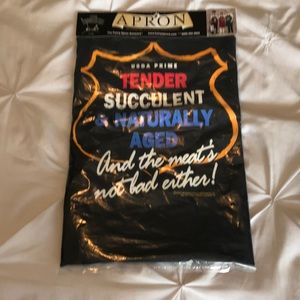 APRON
USDA PRIME
TENDER
SUCCULENT
& NATURALLY
AGED
And the meat's
not bad either!